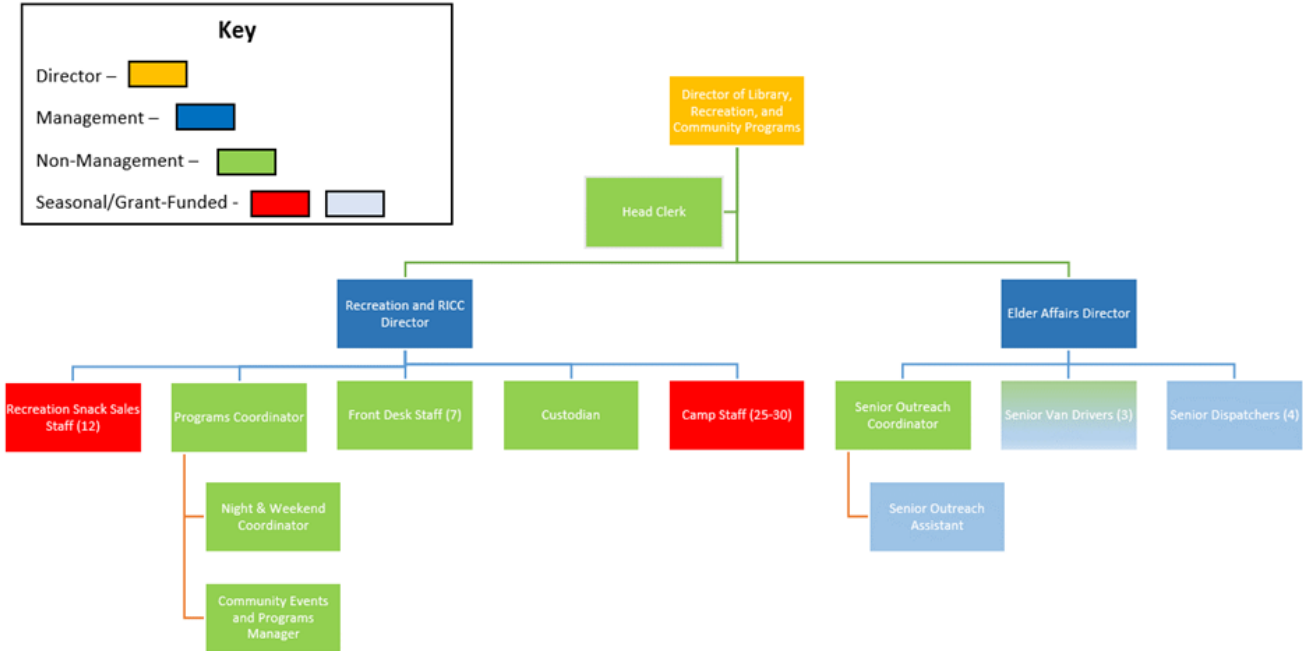 Key
Director –
Management –
Non-Management –
Seasonal/Grant-Funded -
Director of Library,
Recreation, and
Community Programs
Head Clerk
Recreation and RICC
Director
Elder Affairs Director
Recreation Snack Sales
Staff (12)
Programs Coordinator
Front Desk Staff (7)
Custodian
Camp Staff (25-30)
Senior Outreach
Coordinator
Senior Van Drivers (3)
Senior Dispatchers (4)
Night & Weekend
Coordinator
Senior Outreach
Assistant
Community Events
and Programs
Manager